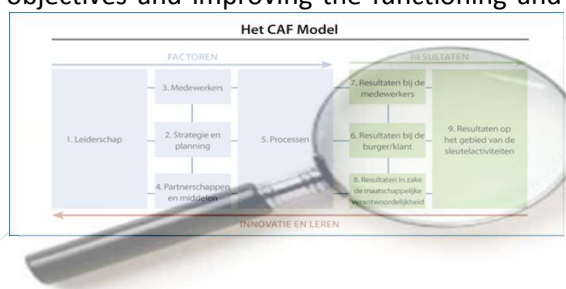 objectives and improving the functioning and
Het CAF Model
FACTOREN
RESULTATEN
1. Leiderschap
3. Medewerkers
2. Strategie en
planning
4. Partnerschappen
en middelen
5. Processen
7. Resultaten bij de
medewerkers
6. Resultaten bij de
burger/klant
8. Resultaten in zake
de maatschappelijke
verantwoordelijkheid
9. Resultaten op
het gebied van de
sleutelactiviteiten
INNOVATIE EN LEREN